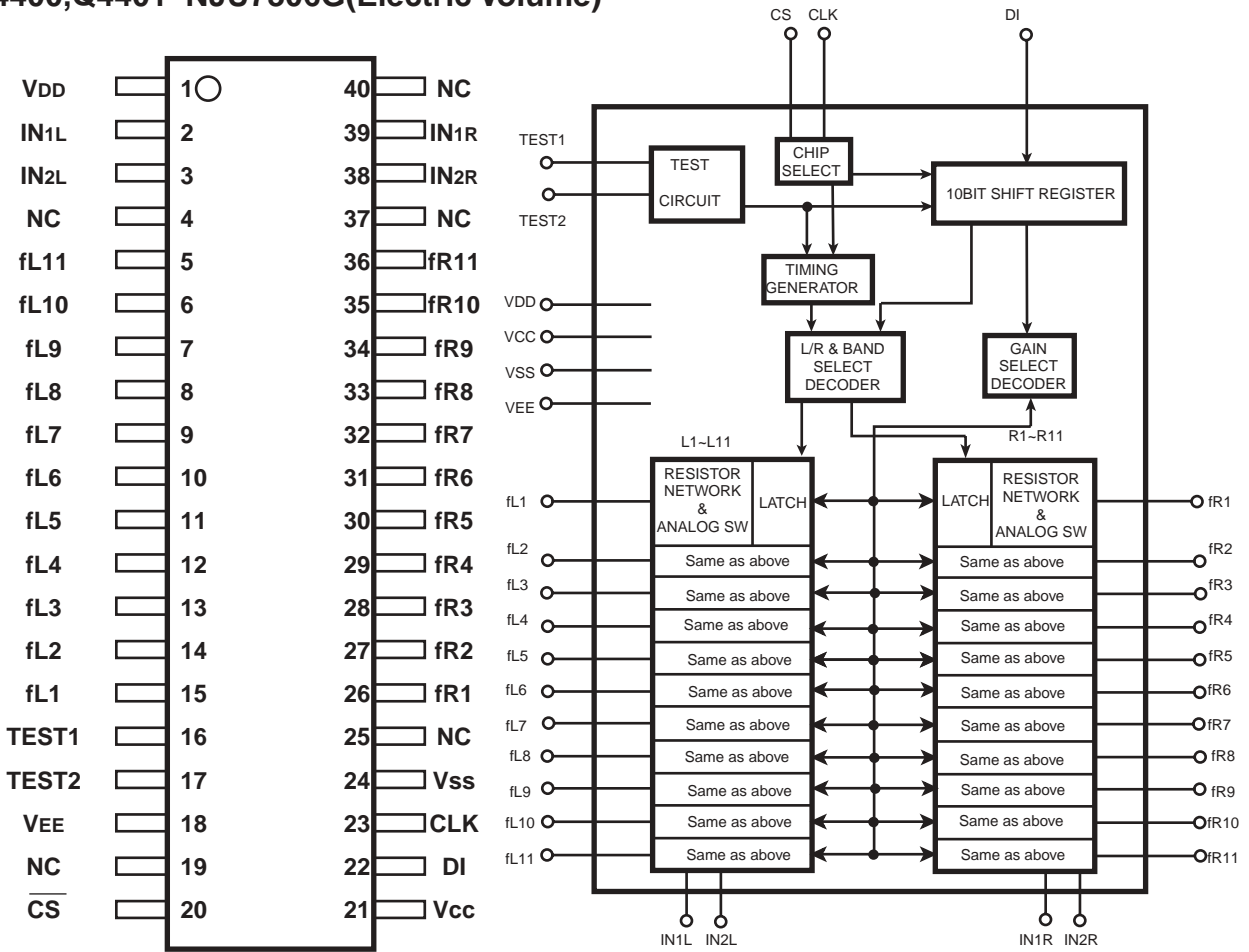 Q4401 NJU7306G(Electric Volume)
VDD 1 40 NC
IN1L 2 39 IN1R
IN2L 3 38 IN2R
NC 4 37 NC
fL11 5 36 fR11
fL10 6 35 fR10
fL9 7 34 fR9
fL8 8 33 fR8
fL7 9 32 fR7
fL6 10 31 fR6
fL5 11 30 fR5
fL4 12 29 fR4
fL3 13 28 fR3
fL2 14 27 fR2
fL1 15 26 fR1
TEST1 16 25 NC
TEST2 17 24 Vss
VEE 18 23 CLK
NC 19 22 DI
CS 20 21 Vcc
CS CLK DI
TEST1
TEST2
TEST
CIRCUIT
CHIP
SELECT
10BIT SHIFT REGISTER
TIMING
GENERATOR
VDD
VCC
VSS
VEE
L/R & BAND
SELECT
DECODER
GAIN
SELECT
DECODER
L1~L11
R1~R11
RESISTOR
NETWORK
&
ANALOG SW
LATCH
LATCH
RESISTOR
NETWORK
&
ANALOG SW
fL1 fR1
fL2 Same as above Same as above fR2
fL3 Same as above Same as above fR3
fL4 Same as above Same as above fR4
fL5 Same as above Same as above fR5
fL6 Same as above Same as above fR6
fL7 Same as above Same as above fR7
fL8 Same as above Same as above fR8
fL9 Same as above Same as above fR9
fL10 Same as above Same as above fR10
fL11 Same as above Same as above fR11
IN1L IN2L IN1R IN2R